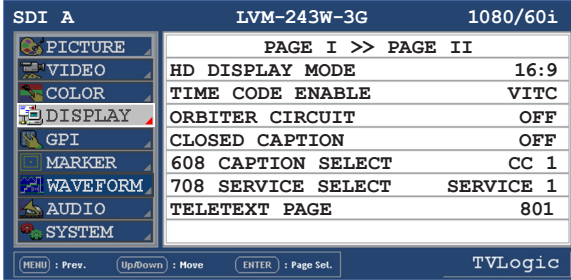 SDI A LVM-243W-3G 1080/60i
PICTURE
VIDEO
COLOR
DISPLAY
GPI
MARKER
WAVEFORM
AUDIO
SYSTEM
PAGE I >> PAGE II
HD DISPLAY MODE 16:9
TIME CODE ENABLE VITC
ORBITER CIRCUIT OFF
CLOSED CAPTION OFF
608 CAPTION SELECT CC 1
708 SERVICE SELECT SERVICE 1
TELETEXT PAGE 801
MENU : Prev. Up/Down : Move ENTER : Page Sel. TVLogic